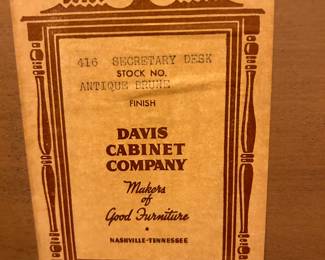 416 SECRETARY DESK
STOCK NO.
ANTIQUE BRUNE
FINISH
DAVIS
CABINET
COMPANY
Makers
of
Good Furniture
NASHVILLE-TENNESSEE